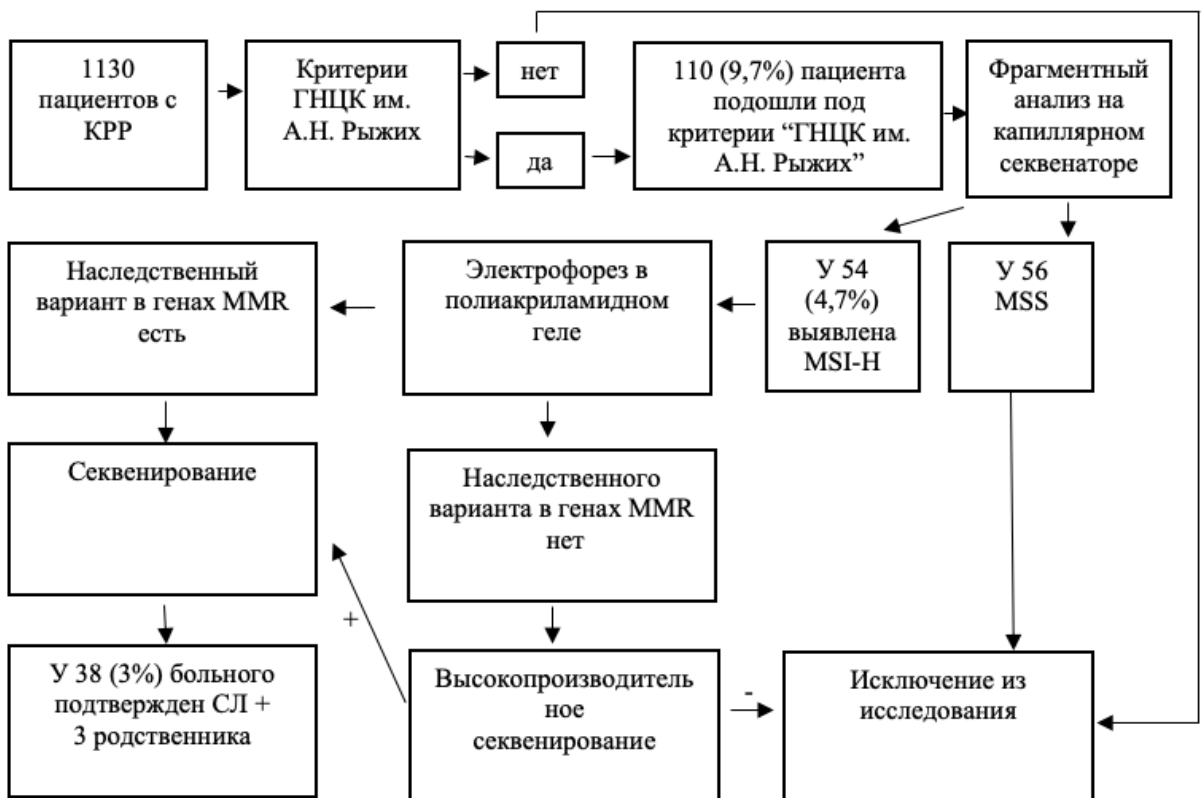 1130
пациентов с
КРР
Критерии
ГНЦК им.
А.Н. Рыжих
нет
да
110 (9,7%) пациента
подошли под
критерии “ГНЦК им.
А.Н. Рыжих”
Фрагментный
анализ на
капиллярном
секвенаторе
Наследственный
вариант в генах MMR
есть
Электрофорез в
полиакриламидном
геле
У 54
(4,7%)
выявлена
MSI-H
У 56
MSS
Секвенирование
Наследственного
варианта в генах MMR
нет
+
У 38 (3%) больного
подтвержден СЛ +
3 родственника
Высокопроизводитель
ное
секвенирование
-
Исключение из
исследования